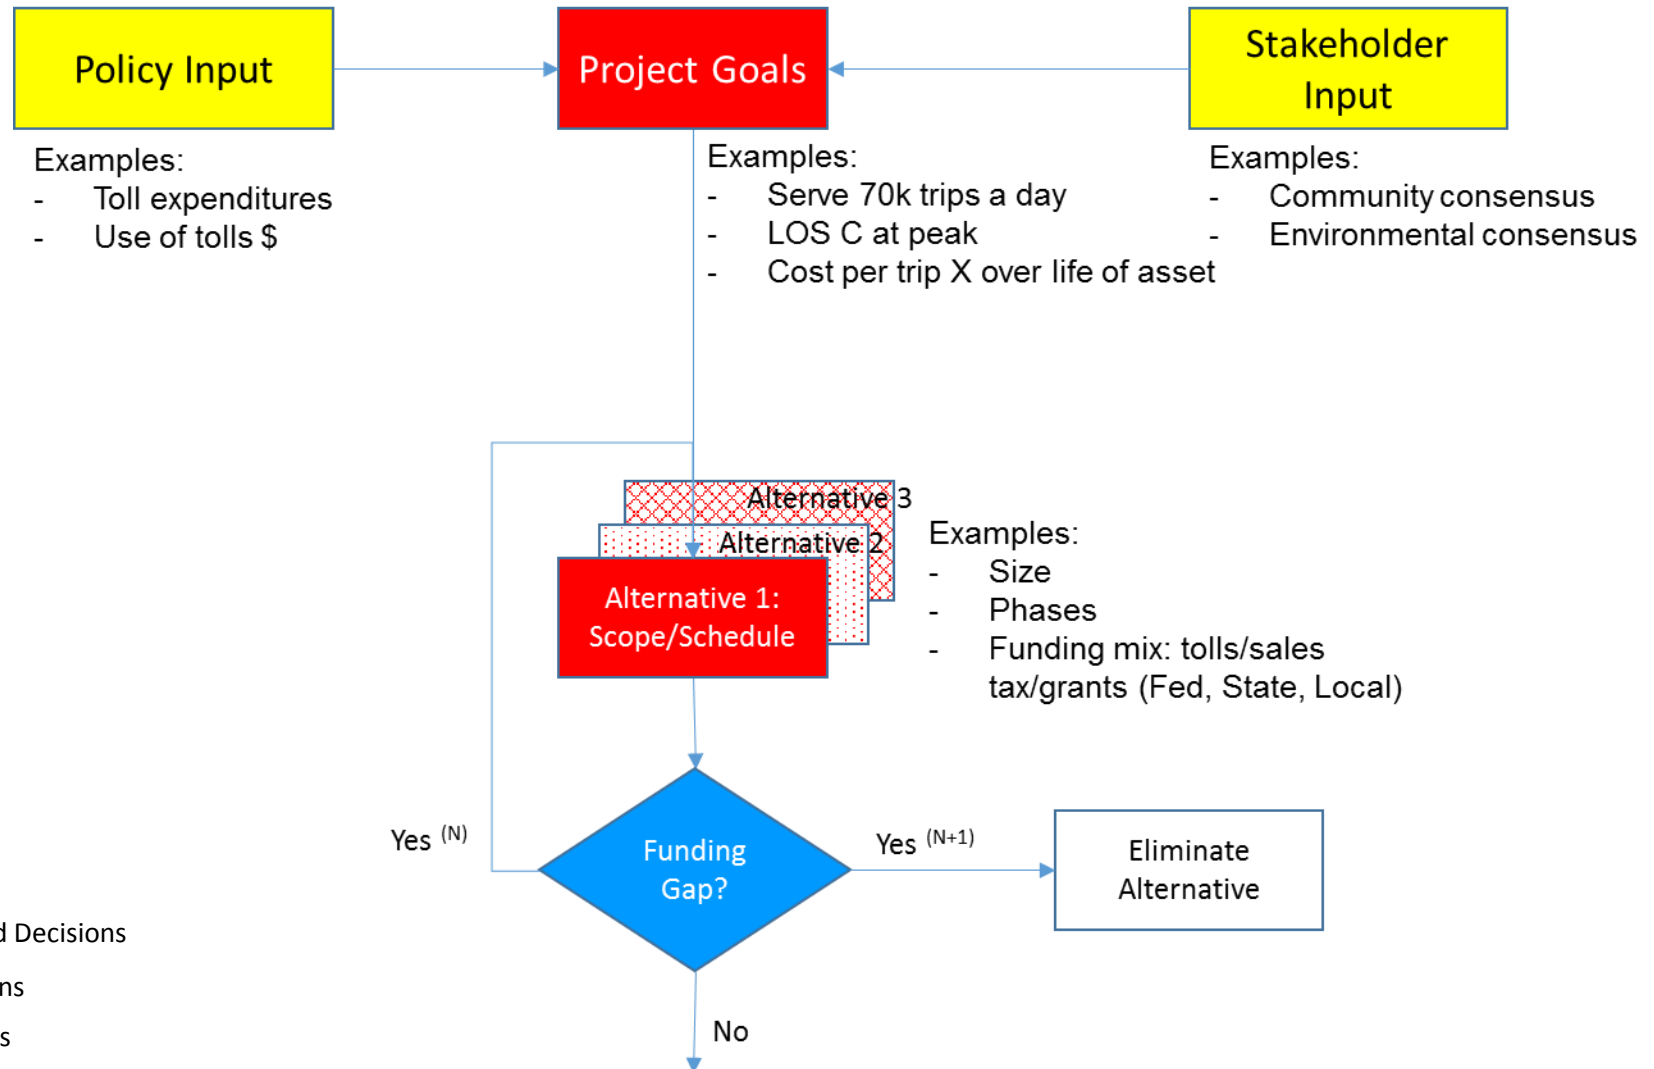 Policy Input
Project Goals
Stakeholder
Input
Examples:
- Toll expenditures
- Use of tolls $
Examples:
- Serve 70k trips a day
- LOS C at peak
- Cost per trip X over life of asset
Examples:
- Community consensus
- Environmental consensus
Alternative 3
Alternative 2
Alternative 1:
Scope/Schedule
Examples:
- Size
- Phases
- Funding mix: tolls/sales
tax/grants (Fed, State, Local)
Yes (N)
Funding
Gap?
Yes (N+1)
Eliminate
Alternative
Decisions
No